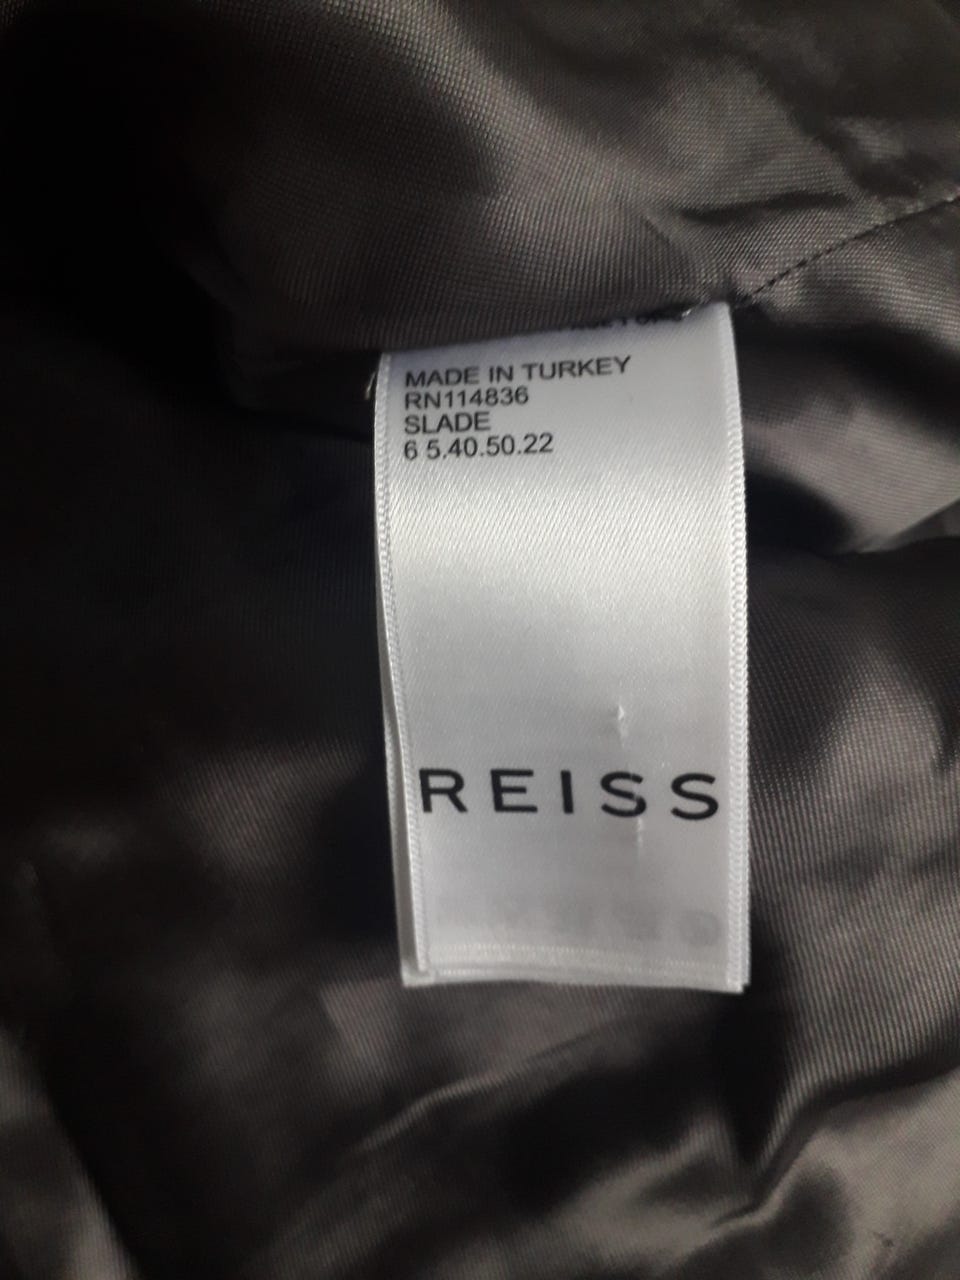 MADE IN TURKEY
RN114836
SLADE
6 5.40.50.22
REISS